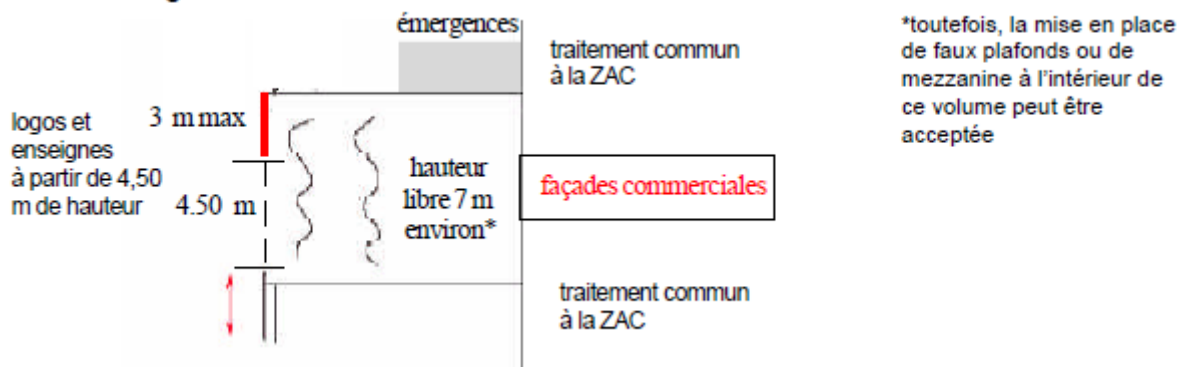 émergences
traitement commun
à la ZAC
*toutefois, la mise en place
de faux plafonds ou de
mezzanine à l'intérieur de
ce volume peut être
acceptée
logos et
enseignes
à partir de 4,50
m de hauteur
3 m max
4.50 m
hauteur
libre 7 m
environ*
façades commerciales
traitement commun
à la ZAC